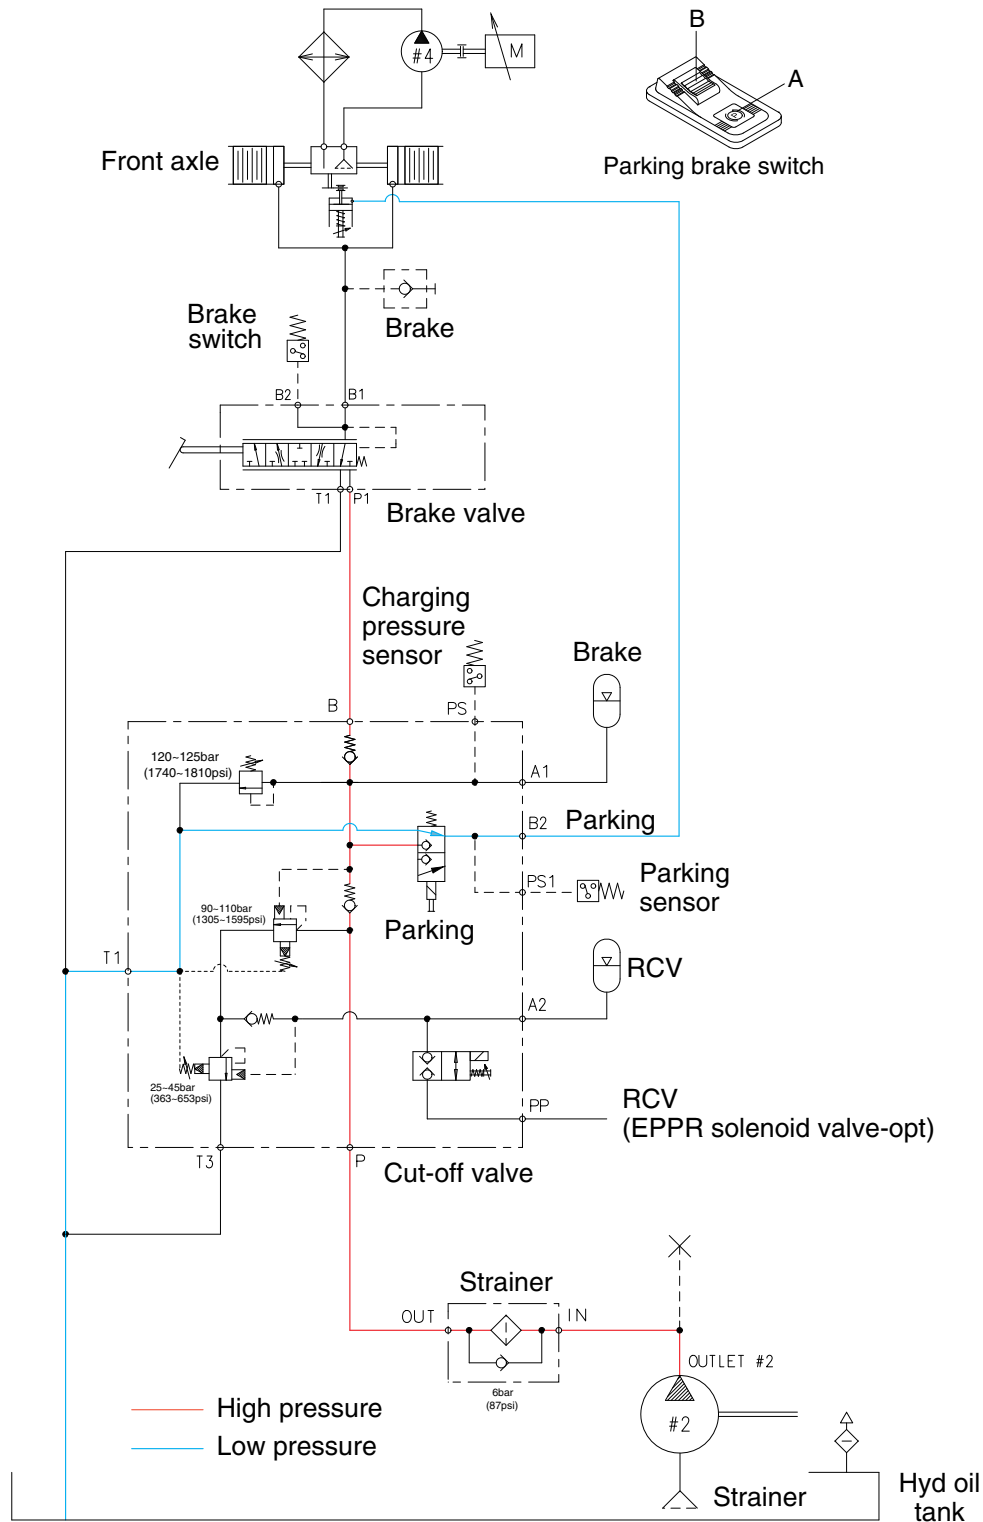 B
#4
M
A
Front axle
Parking brake switch
Brake
switch
Brake
B2
B1
T1
P1
Brake valve
Charging
pressure
sensor
Brake
B
PS
120~125bar
(1740~1810psi)
A1
B2
Parking
PS1
Parking
sensor
90~110bar
(1305~1595psi)
Parking
T1
RCV
A2
25~45bar
(363~653psi)
PP
RCV
(EPPR solenoid valve-opt)
T3
P
Cut-off valve
Strainer
OUT
IN
OUTLET #2
6bar
(87psi)
High pressure
#2
Low pressure
Strainer
Hyd oil
tank